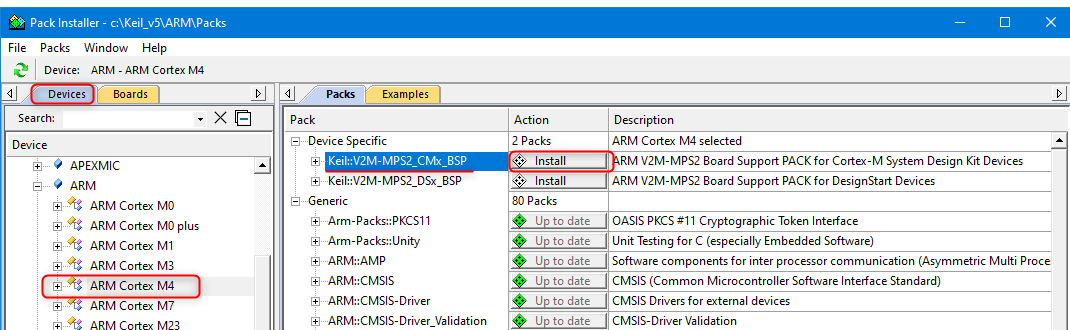 Pack Installer - c:\Keil_v5\ARM\Packs
File Packs Window Help
Device: ARM - ARM Cortex M4
Devices Boards
Search:
Device
APEXMIC
ARM
ARM Cortex M0
ARM Cortex M0 plus
ARM Cortex M1
ARM Cortex M3
ARM Cortex M4
ARM Cortex M7
ARM Cortex M23
Packs Examples
Pack Action Description
Device Specific 2 Packs ARM Cortex M4 selected
Keil::V2M-MPS2_CMx_BSP Install ARM V2M-MPS2 Board Support PACK for Cortex-M System Design Kit Devices
Keil::V2M-MPS2_DSx_BSP Install ARM V2M-MPS2 Board Support PACK for DesignStart Devices
Generic 80 Packs
Arm-Packs::PKCS11 Up to date OASIS PKCS #11 Cryptographic Token Interface
Arm-Packs::Unity Up to date Unit Testing for C (especially Embedded Software)
ARM::AMP Up to date Software components for inter processor communication (Asymmetric Multi Proce
ARM::CMSIS Up to date CMSIS (Common Microcontroller Software Interface Standard)
ARM::CMSIS-Driver Up to date CMSIS Drivers for external devices
ARM::CMSIS-Driver_Validation Up to date CMSIS-Driver Validation